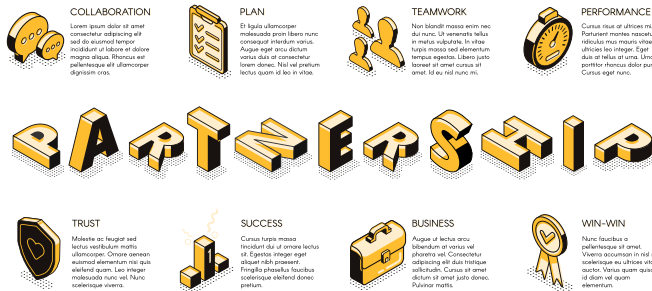 COLLABORATION
Lorem ipsum dolor sit amet
consectetur adipiscing elit
sed do eiusmod tempor
incididunt ut labore et dolore
magna aliqua. Rhoncus est
pellentesque elit ullamcorper
dignissim cras.
PLAN
Et ligula ullamcorper
malesuada proin libero nunc
consequat interdum varius.
Augue eget arcu dictum
varius duis at consectetur
lorem donec. Nisl vel pretium
lectus quam id leo in vitae.
TEAMWORK
Non blandit massa enim nec
dui nunc. Ut venenatis tellus
in metus vulputate. In vitae
turpis massa sed elementum
tempus egestas. Libero justo
laoreet sit amet cursus sit
amet. Id eu nisl nunc mi.
PERFORMANCE
Cursus risus at ultrices mi.
Parturient montes nascetu
ridiculus mus mauris vitae
ultricies leo integer. Eget
duis at tellus at urna. Urna
porttitor rhoncus dolor pur
Cursus eget nunc.
PARTNERSHIP
TRUST
Molestie ac feugiat sed
lectus vestibulum mattis
ullamcorper. Ornare aenean
euismod elementum nisi quis
eleifend quam. Leo integer
malesuada nunc vel. Nunc
scelerisque viverra.
1
SUCCESS
Cursus turpis massa
tincidunt dui ut ornare lectus
sit. Egestas integer eget
aliquet nibh praesent.
Fringilla phasellus faucibus
scelerisque eleifend donec
pretium.
BUSINESS
Augue ut lectus arcu
bibendum at varius vel
pharetra vel. Consectetur
adipiscing elit duis tristique
sollicitudin. Cursus sit amet
dictum sit amet justo donec.
Pulvinar mattis.
WIN-WIN
Nunc faucibus a
pellentesque sit amet.
Viverra accumsan in nisl
scelerisque eu ultrices vit
auctor. Varius quam quis
id diam vel quam
elementum.